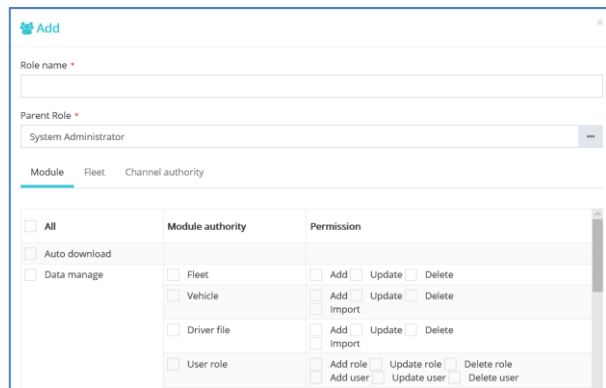 Add
Role name *
Parent Role *
System Administrator
Module Fleet Channel authority
All Module authority Permission
Auto download
Data manage Fleet Add Update Delete
Vehicle Add Update Delete
Import
Driver file Add Update Delete
Import
User role Add role Update role Delete role
Add user Update user Delete user